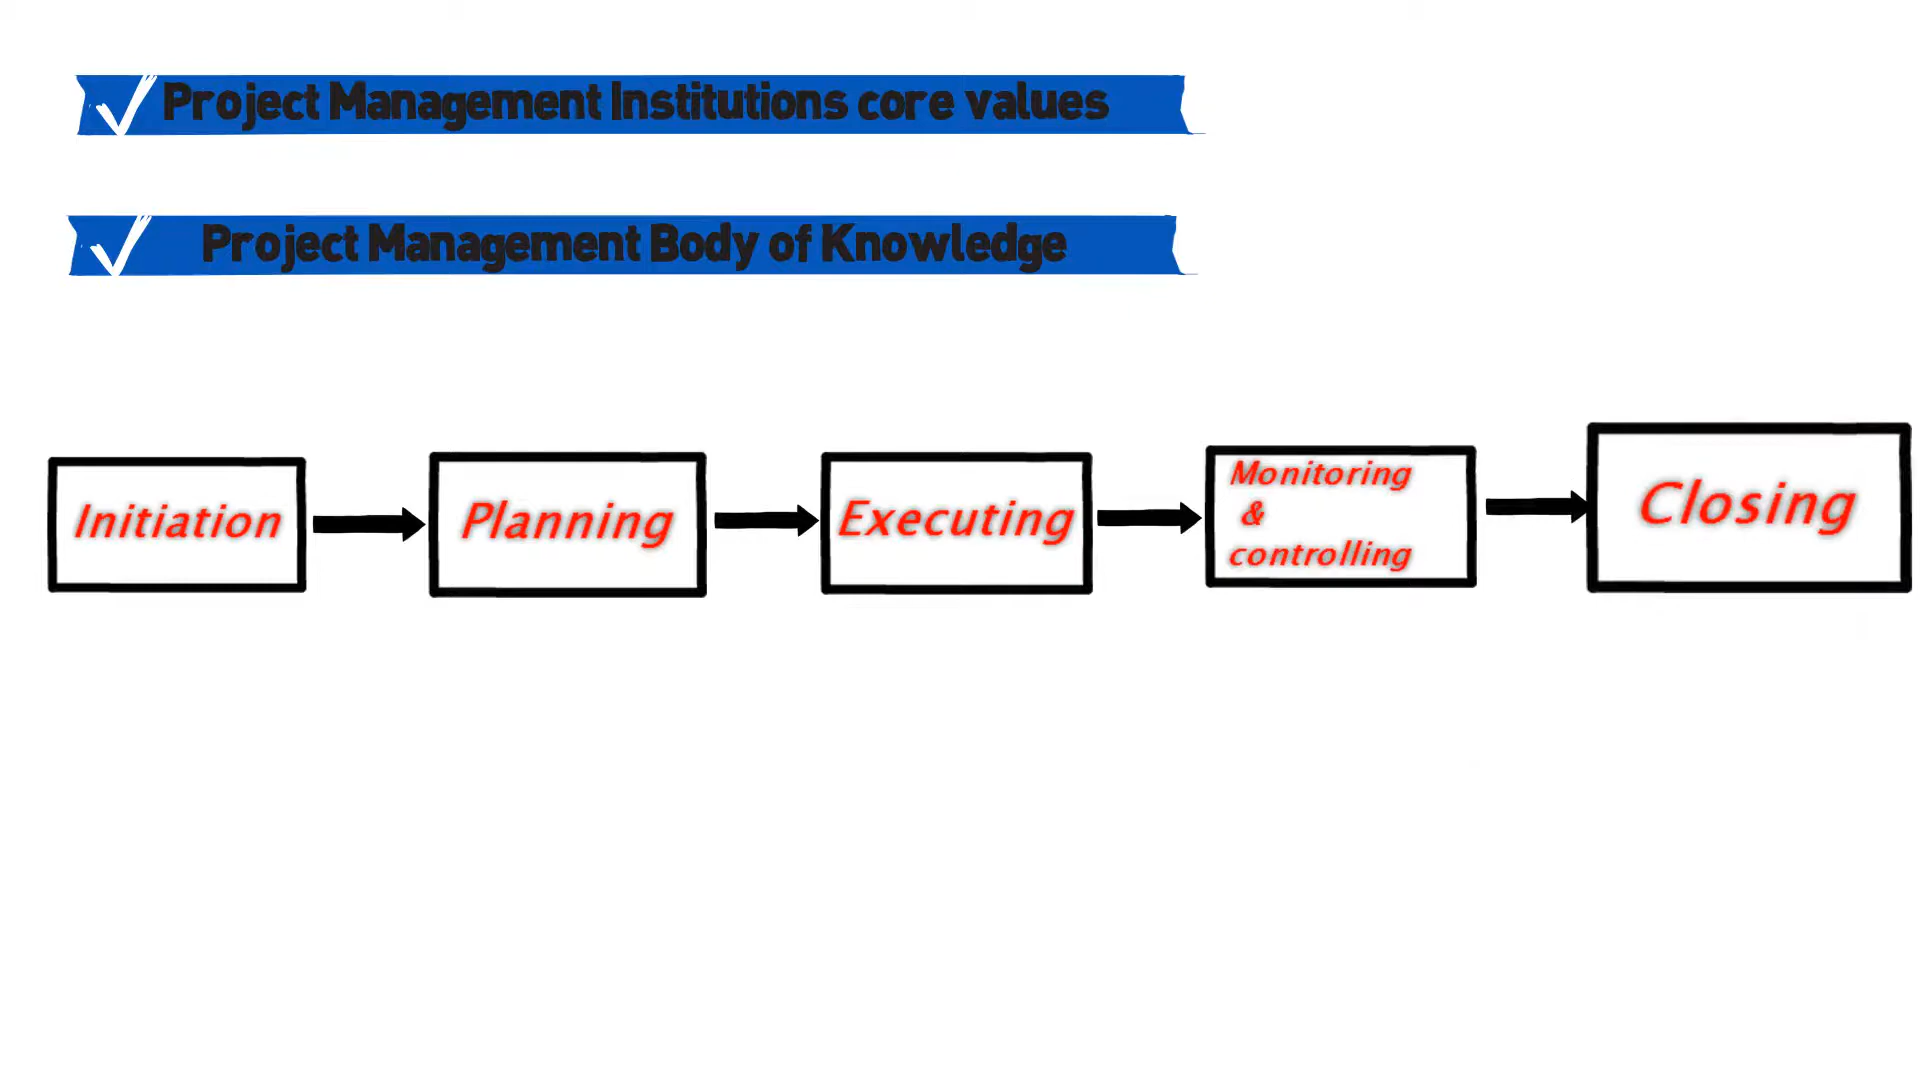 Project Management Institutions core values
Project Management Body of Knowledge
Initiation
Planning
Executing
Monitoring
&
controlling
Closing